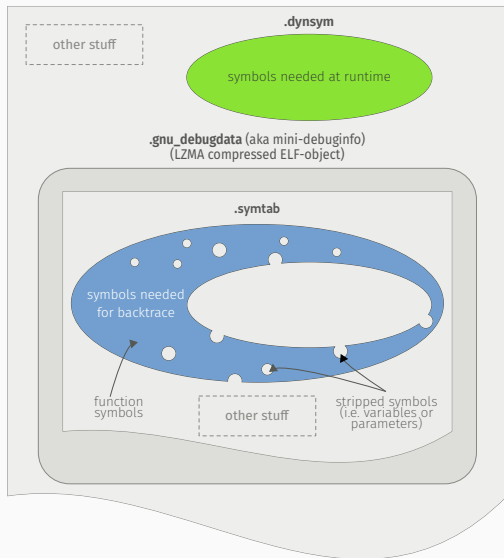 .dynsym
other stuff
symbols needed at runtime
.gnu_debugdata (aka mini-debuginfo)
(LZMA compressed ELF-object)
.symtab
symbols needed
for backtrace
function
symbols
other stuff
stripped symbols
(i.e. variables or
parameters)